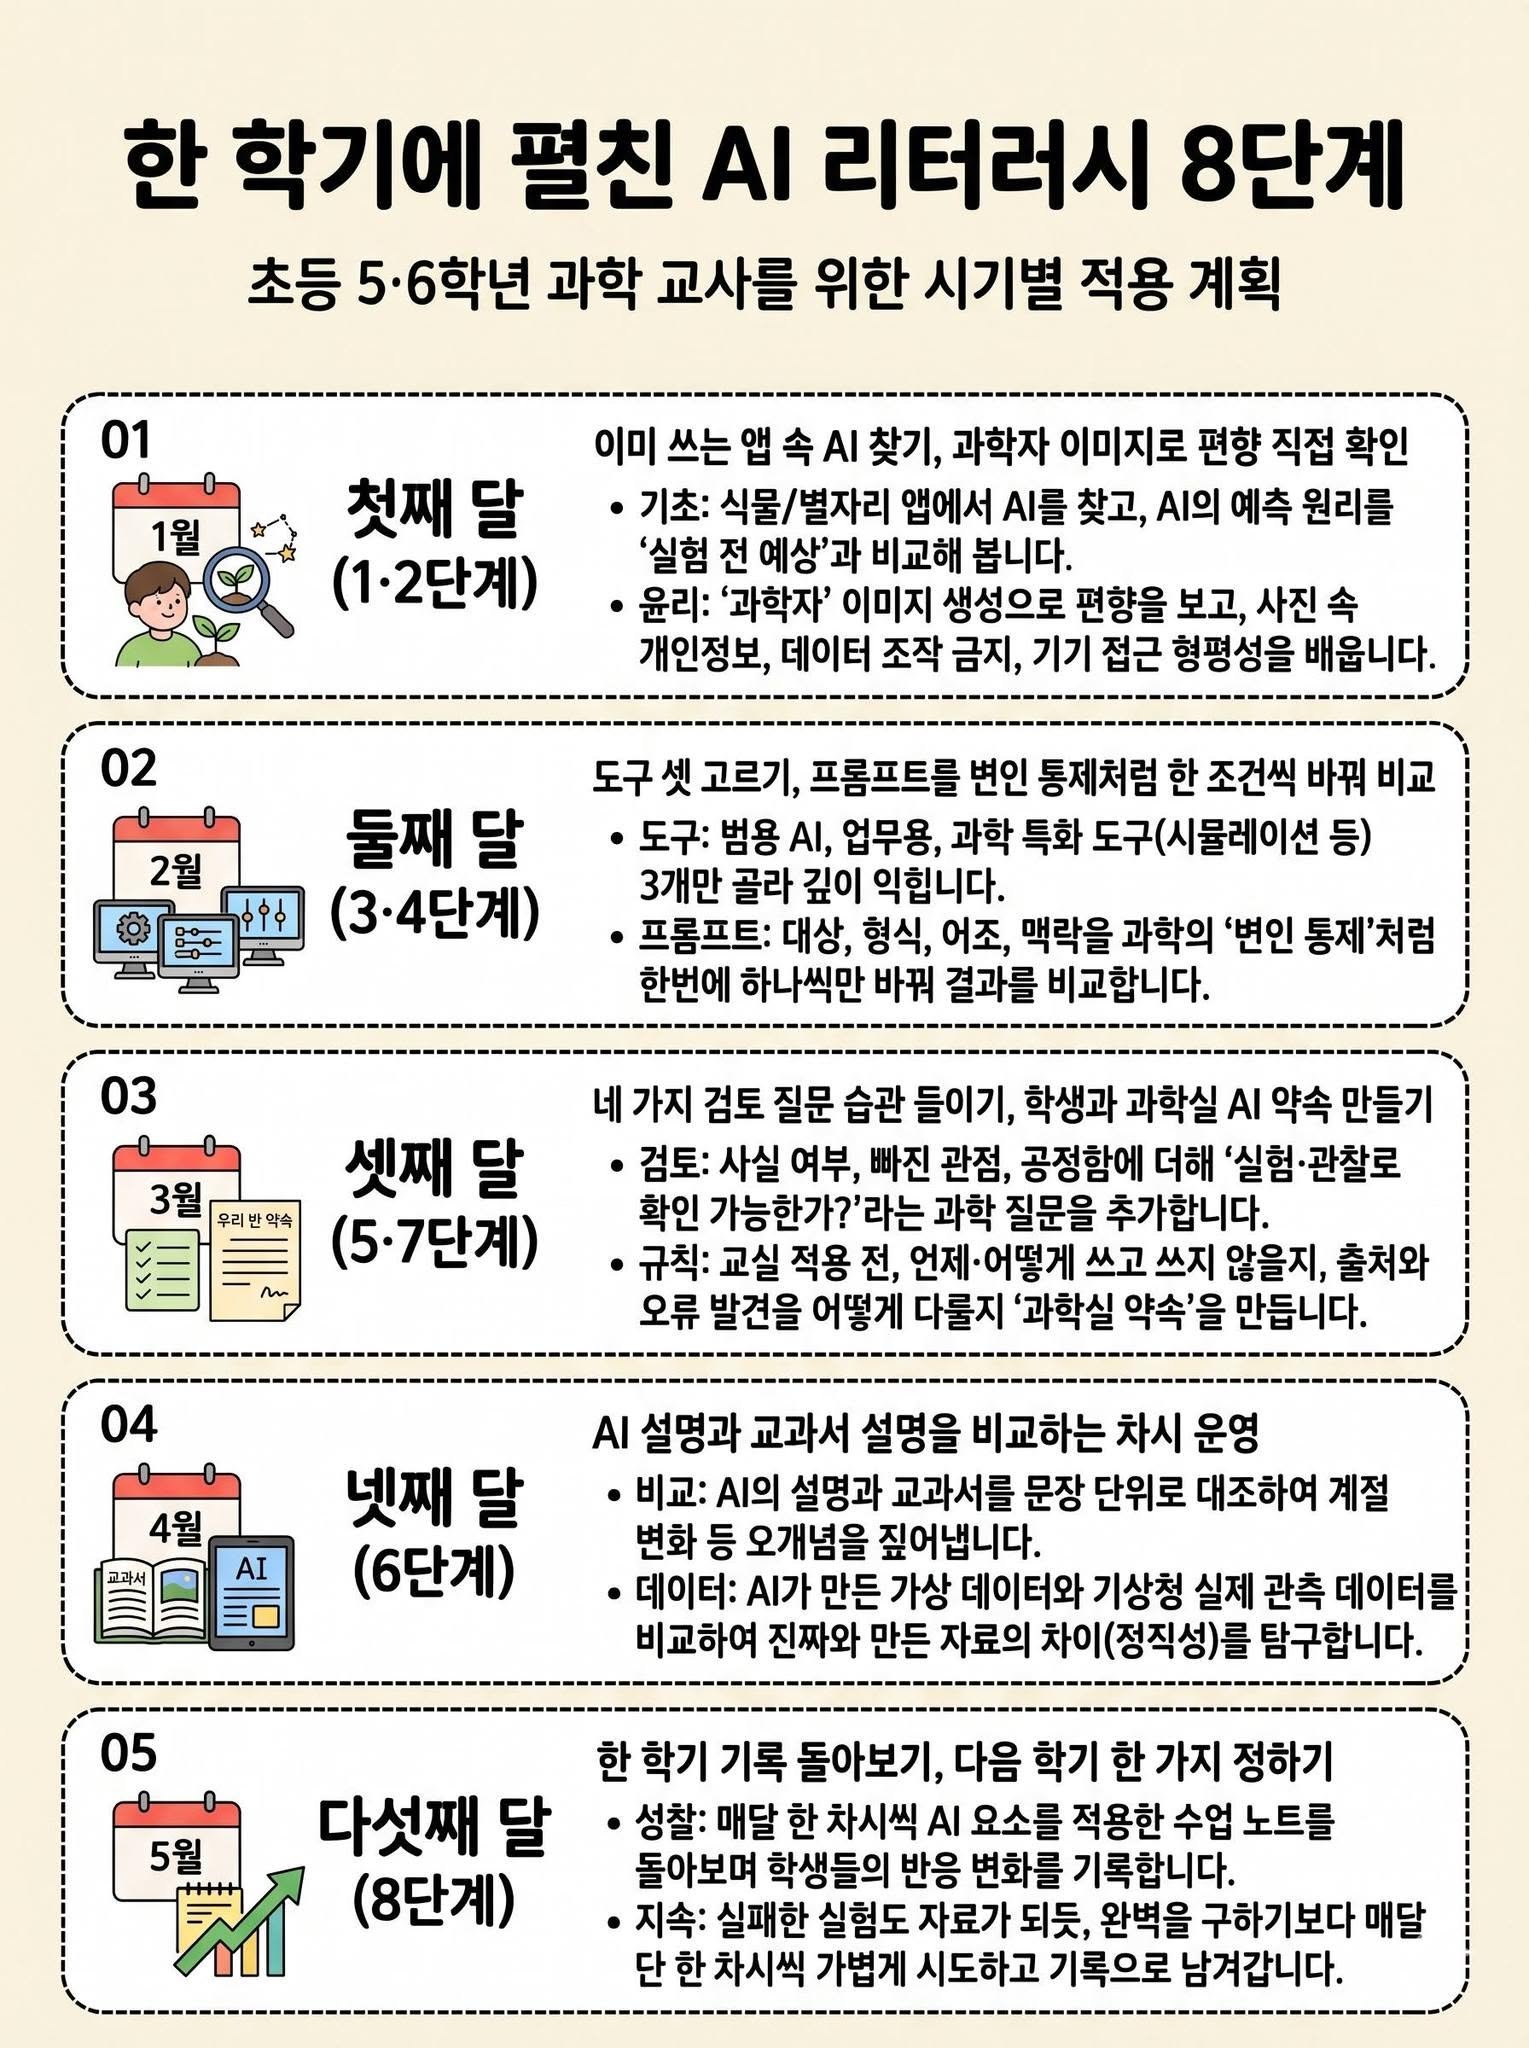 한 학기에 펼친 AI 리터러시 8단계
초등 5·6학년 과학 교사를 위한 시기별 적용 계획
01
1월
첫째 달
(1·2단계)
이미 쓰는 앱 속 AI 찾기, 과학자 이미지로 편향 직접 확인
• 기초: 식물/별자리 앱에서 AI를 찾고, AI의 예측 원리를
‘실험 전 예상’과 비교해 봅니다.
• 윤리: ‘과학자’ 이미지 생성으로 편향을 보고, 사진 속
개인정보, 데이터 조작 금지, 기기 접근 형평성을 배웁니다.
02
2월
둘째 달
(3·4단계)
도구 셋 고르기, 프롬프트를 변인 통제처럼 한 조건씩 바꿔 비교
• 도구: 범용 AI, 업무용, 과학 특화 도구(시뮬레이션 등)
3개만 골라 깊이 익힙니다.
• 프롬프트: 대상, 형식, 어조, 맥락을 과학의 ‘변인 통제’처럼
한번에 하나씩만 바꿔 결과를 비교합니다.
03
3월
우리 반 약속
셋째 달
(5·7단계)
네 가지 검토 질문 습관 들이기, 학생과 과학실 AI 약속 만들기
• 검토: 사실 여부, 빠진 관점, 공정함에 더해 ‘실험·관찰로
확인 가능한가?’라는 과학 질문을 추가합니다.
• 규칙: 교실 적용 전, 언제·어떻게 쓰고 쓰지 않을지, 출처와
오류 발견을 어떻게 다룰지 ‘과학실 약속’을 만듭니다.
04
4월
교과서
AI
넷째 달
(6단계)
AI 설명과 교과서 설명을 비교하는 차시 운영
• 비교: AI의 설명과 교과서를 문장 단위로 대조하여 계절
변화 등 오개념을 짚어냅니다.
• 데이터: AI가 만든 가상 데이터와 기상청 실제 관측 데이터를
비교하여 진짜와 만든 자료의 차이(정직성)를 탐구합니다.
05
5월
다섯째 달
(8단계)
한 학기 기록 돌아보기, 다음 학기 한 가지 정하기
• 성찰: 매달 한 차시씩 AI 요소를 적용한 수업 노트를
돌아보며 학생들의 반응 변화를 기록합니다.
• 지속: 실패한 실험도 자료가 되듯, 완벽을 구하기보다 매달
단 한 차시씩 가볍게 시도하고 기록으로 남겨갑니다.